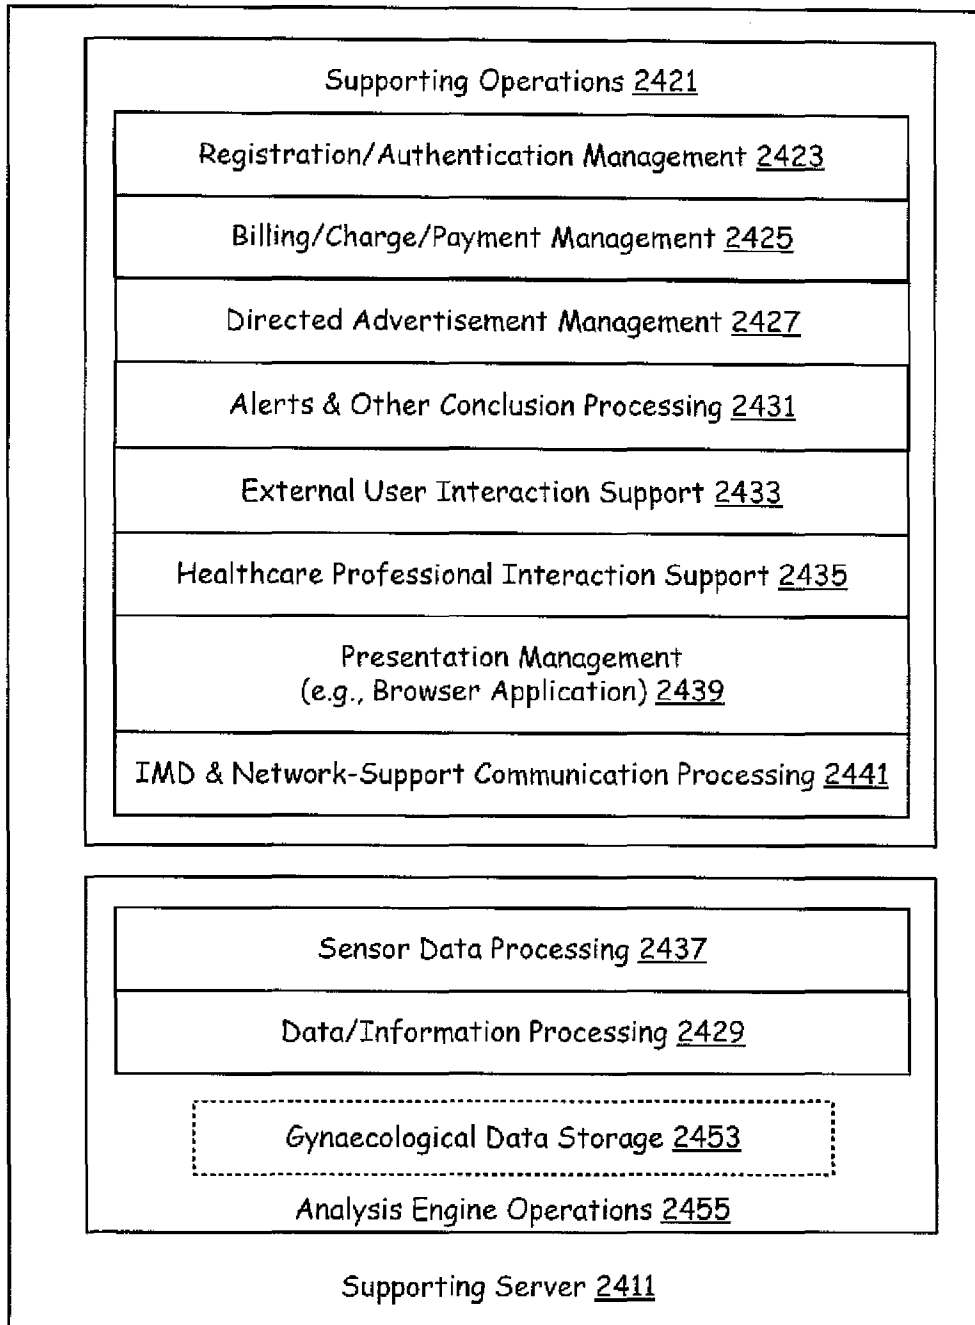 Supporting Operations 2421
Registration/Authentication Management 2423
Billing/Charge/Payment Management 2425
Directed Advertisement Management 2427
Alerts & Other Conclusion Processing 2431
External User Interaction Support 2433
Healthcare Professional Interaction Support 2435
Presentation Management
(e.g., Browser Application) 2439
IMD & Network-Support Communication Processing 2441
Sensor Data Processing 2437
Data/Information Processing 2429
Gynaecological Data Storage 2453
Analysis Engine Operations 2455
Supporting Server 2411